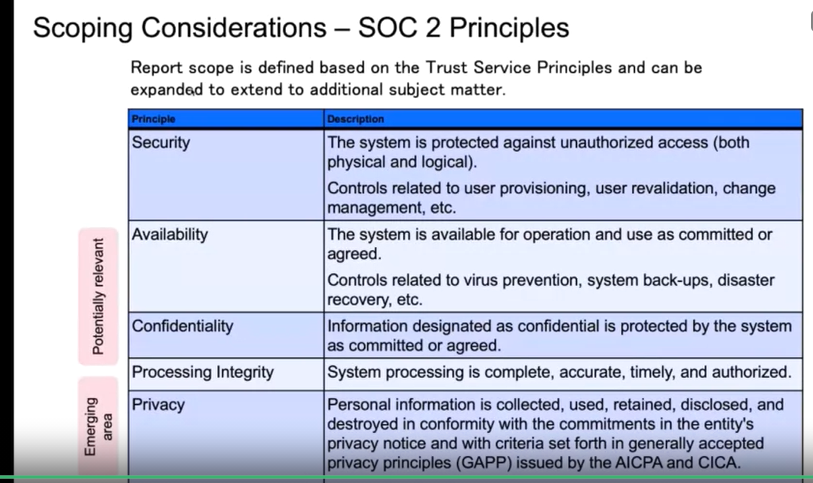 Scoping Considerations – SOC 2 Principles
Report scope is defined based on the Trust Service Principles and can be
expanded to extend to additional subject matter.
Principle
Description
Security
The system is protected against unauthorized access (both
physical and logical).
Controls related to user provisioning, user revalidation, change
management, etc.
Potentially relevant
Availability
The system is available for operation and use as committed or
agreed.
Controls related to virus prevention, system back-ups, disaster
recovery, etc.
Confidentiality
Information designated as confidential is protected by the system
as committed or agreed.
Processing Integrity
System processing is complete, accurate, timely, and authorized.
Emerging
area
Privacy
Personal information is collected, used, retained, disclosed, and
destroyed in conformity with the commitments in the entity's
privacy notice and with criteria set forth in generally accepted
privacy principles (GAPP) issued by the AICPA and CICA.